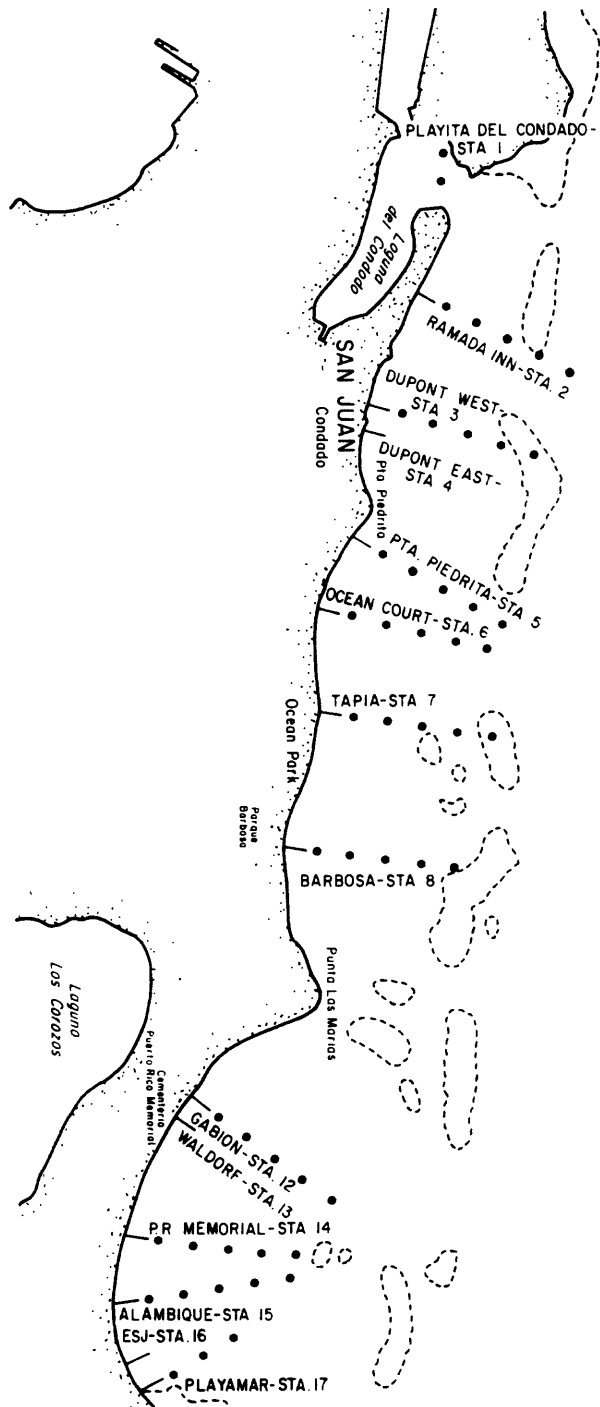 PLAYITA DEL CONDADO-
STA 1
Laguna
del Condado
RAMADA INN-STA. 2
SAN JUAN
Condado
DUPONT WEST-
STA 3
DUPONT EAST-
STA 4
Pta Piedrita
PTA. PIEDRITA-STA 5
OCEAN COURT-STA. 6
TAPIA-STA 7
Ocean Park
Parque
Barbosa
BARBOSA-STA 8
Punta Las Marias
Laguna
Los Corozos
Cementerio
Puerto Rico Memorial
GABION-STA. 12
WALDORF-STA. 13
P.R MEMORIAL-STA 14
ALAMBIQUE-STA 15
ESJ-STA. 16
PLAYAMAR-STA. 17